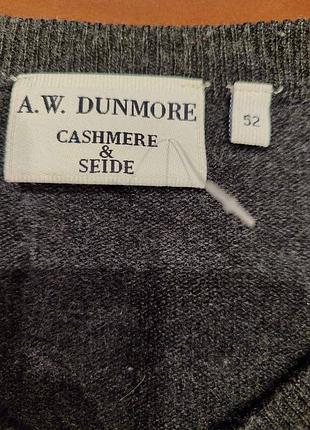 A.W. DUNMORE
CASHMERE
&
SEIDE
52